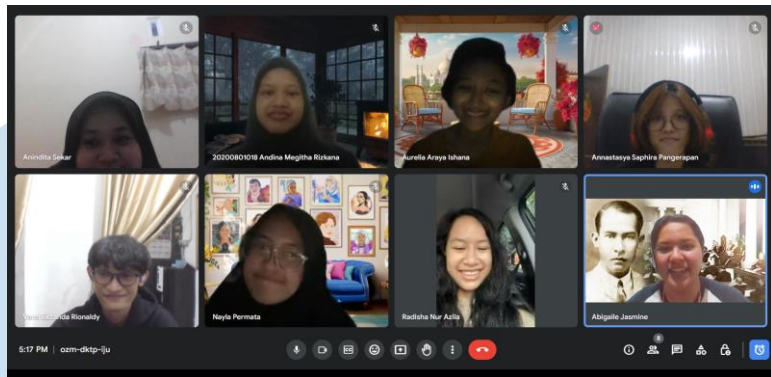 Anindita Sekar
20200801018 Andina Megitha Rizkana
Aurelia Araya Ishana
Annastasya Saphira Pangerapan
Rionaldy
Nayla Permata
Radisha Nur Azlia
Abigaile Jasmine
8
5:17 PM | ozm-dktp-iju